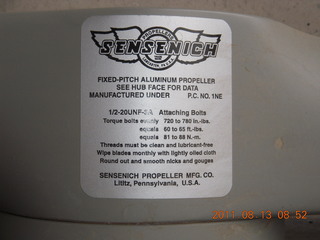 PROPELLERS
SENSENICH
FIXED-PITCH ALUMINUM PROPELLER
SEE HUB FACE FOR DATA
MANUFACTURED UNDER P.C. NO. 1NE
1/2-20UNF-2A Attaching Bolts
Torque bolts evenly 720 to 780 in.-lbs.
equals 60 to 65 ft.-lbs.
equals 81 to 88 N.-m.
Threads must be clean and lubricant-free
Wipe blades monthly with lightly oiled cloth
Round out and smooth nicks and gouges
SENSENICH PROPELLER MFG. CO.
Lititz, Pennsylvania, U.S.A.
2011-08-13 08:52